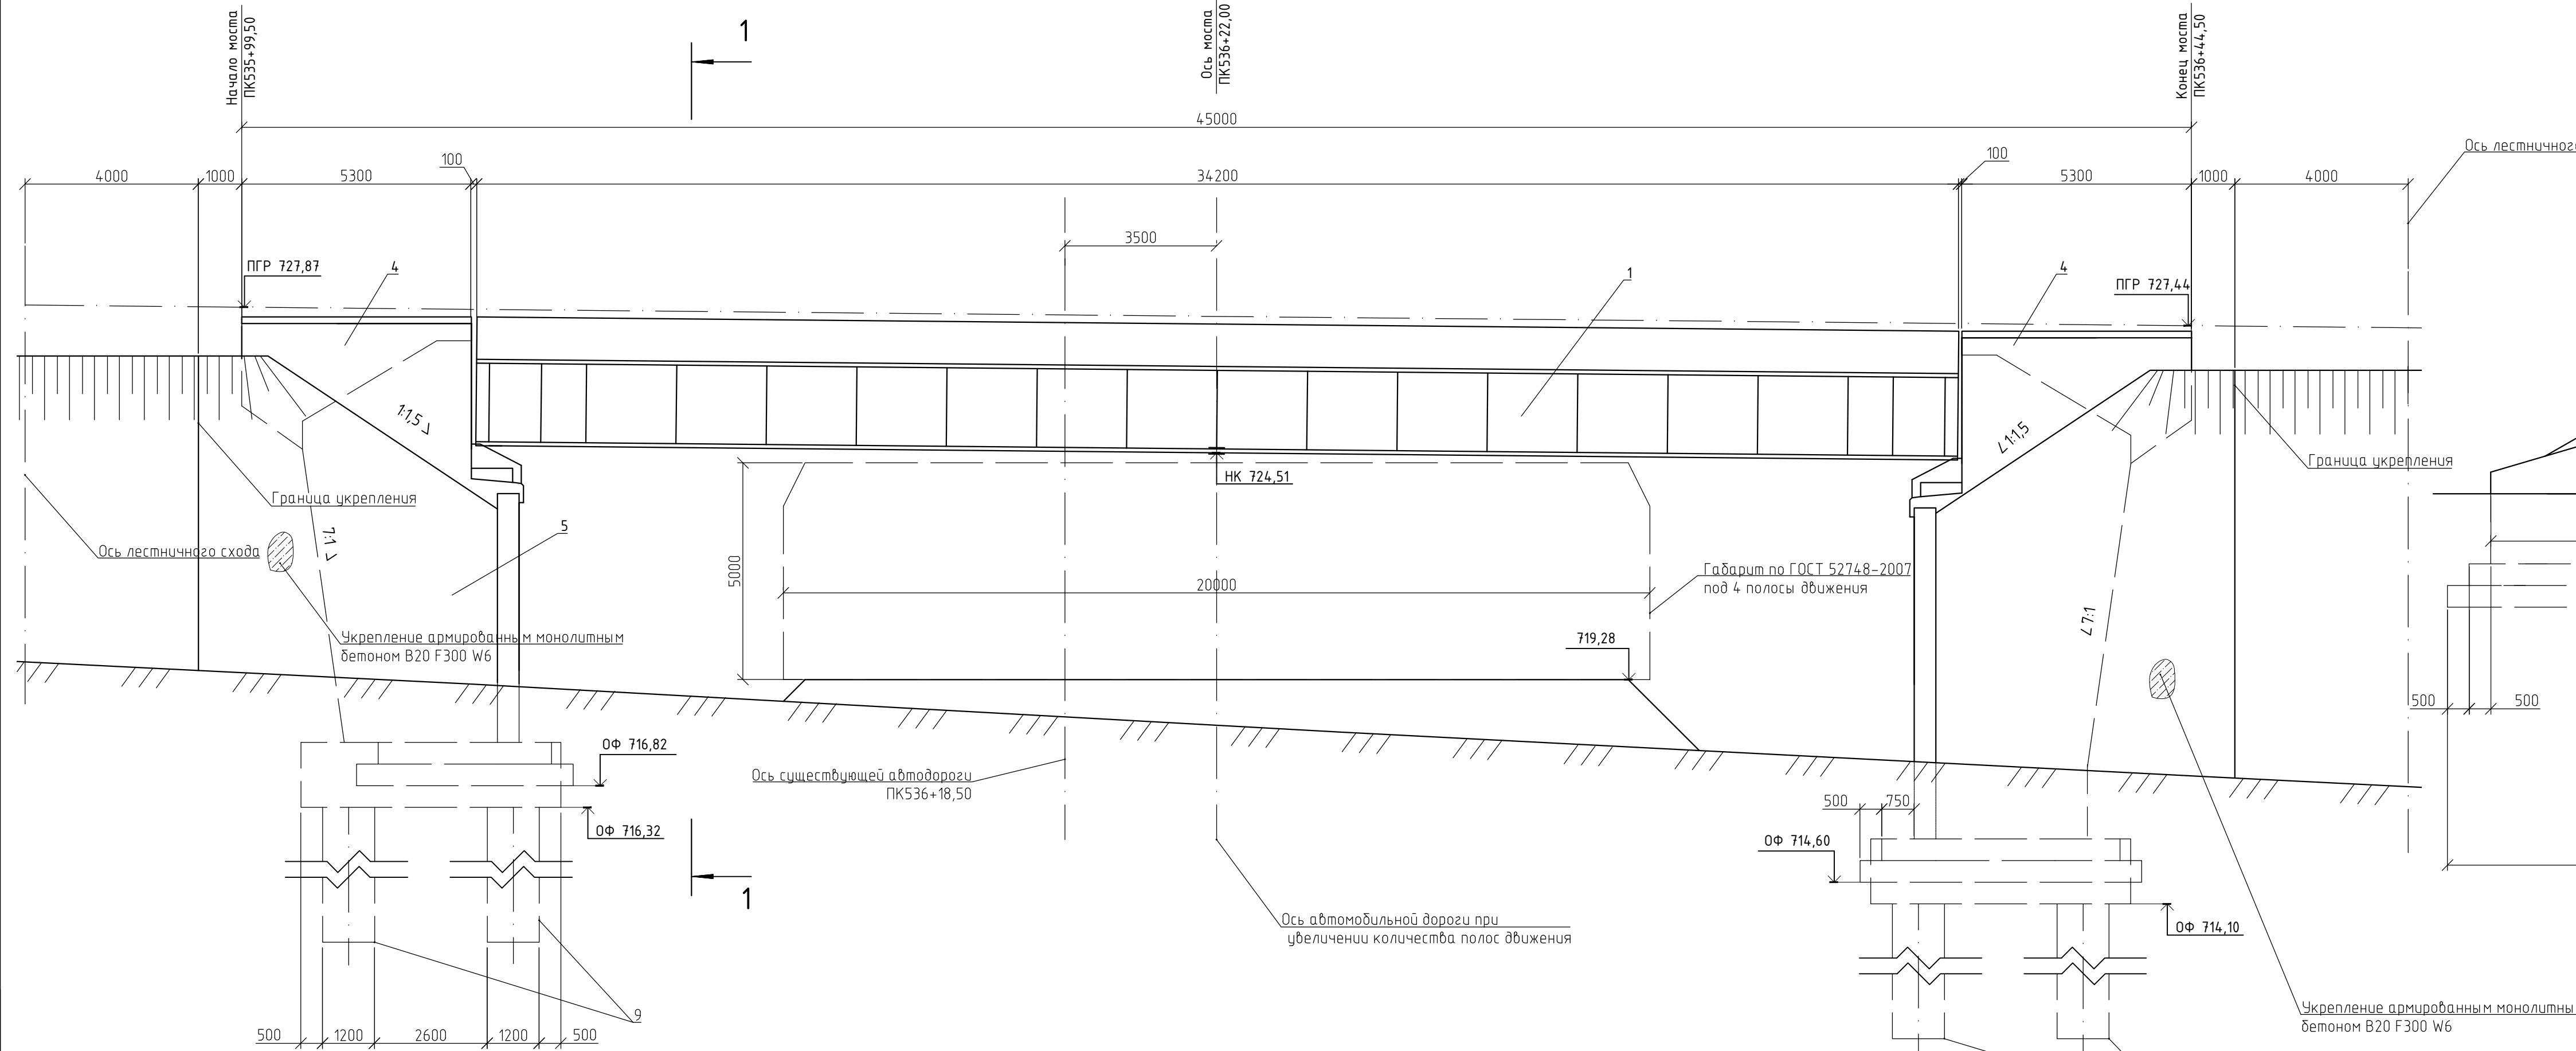 Начало моста
ПК535+99,50
1
Ось моста
ПК536+22,00
Конец моста
ПК536+44,50
45000
Ось лестничного
4000
1000
5300
100
34200
100
5300
1000
4000
3500
ПГР 727,87
4
1
4
ПГР 727,44
1:1,5
1:1,5
НК 724,51
Граница укрепления
Граница укрепления
7:1
5
Ось лестничного схода
5000
20000
Габарит по ГОСТ 52748-2007
под 4 полосы движения
Укрепление армированным монолитным
бетоном В20 F300 W6
719,28
7:1
500
500
ОФ 716,82
Ось существующей автодороги
ПК536+18,50
ОФ 716,32
500
750
ОФ 714,60
1
Ось автомобильной дороги при
увеличении количества полос движения
ОФ 714,10
9
Укрепление армированным монолитны
бетоном В20 F300 W6
500
1200
2600
1200
500